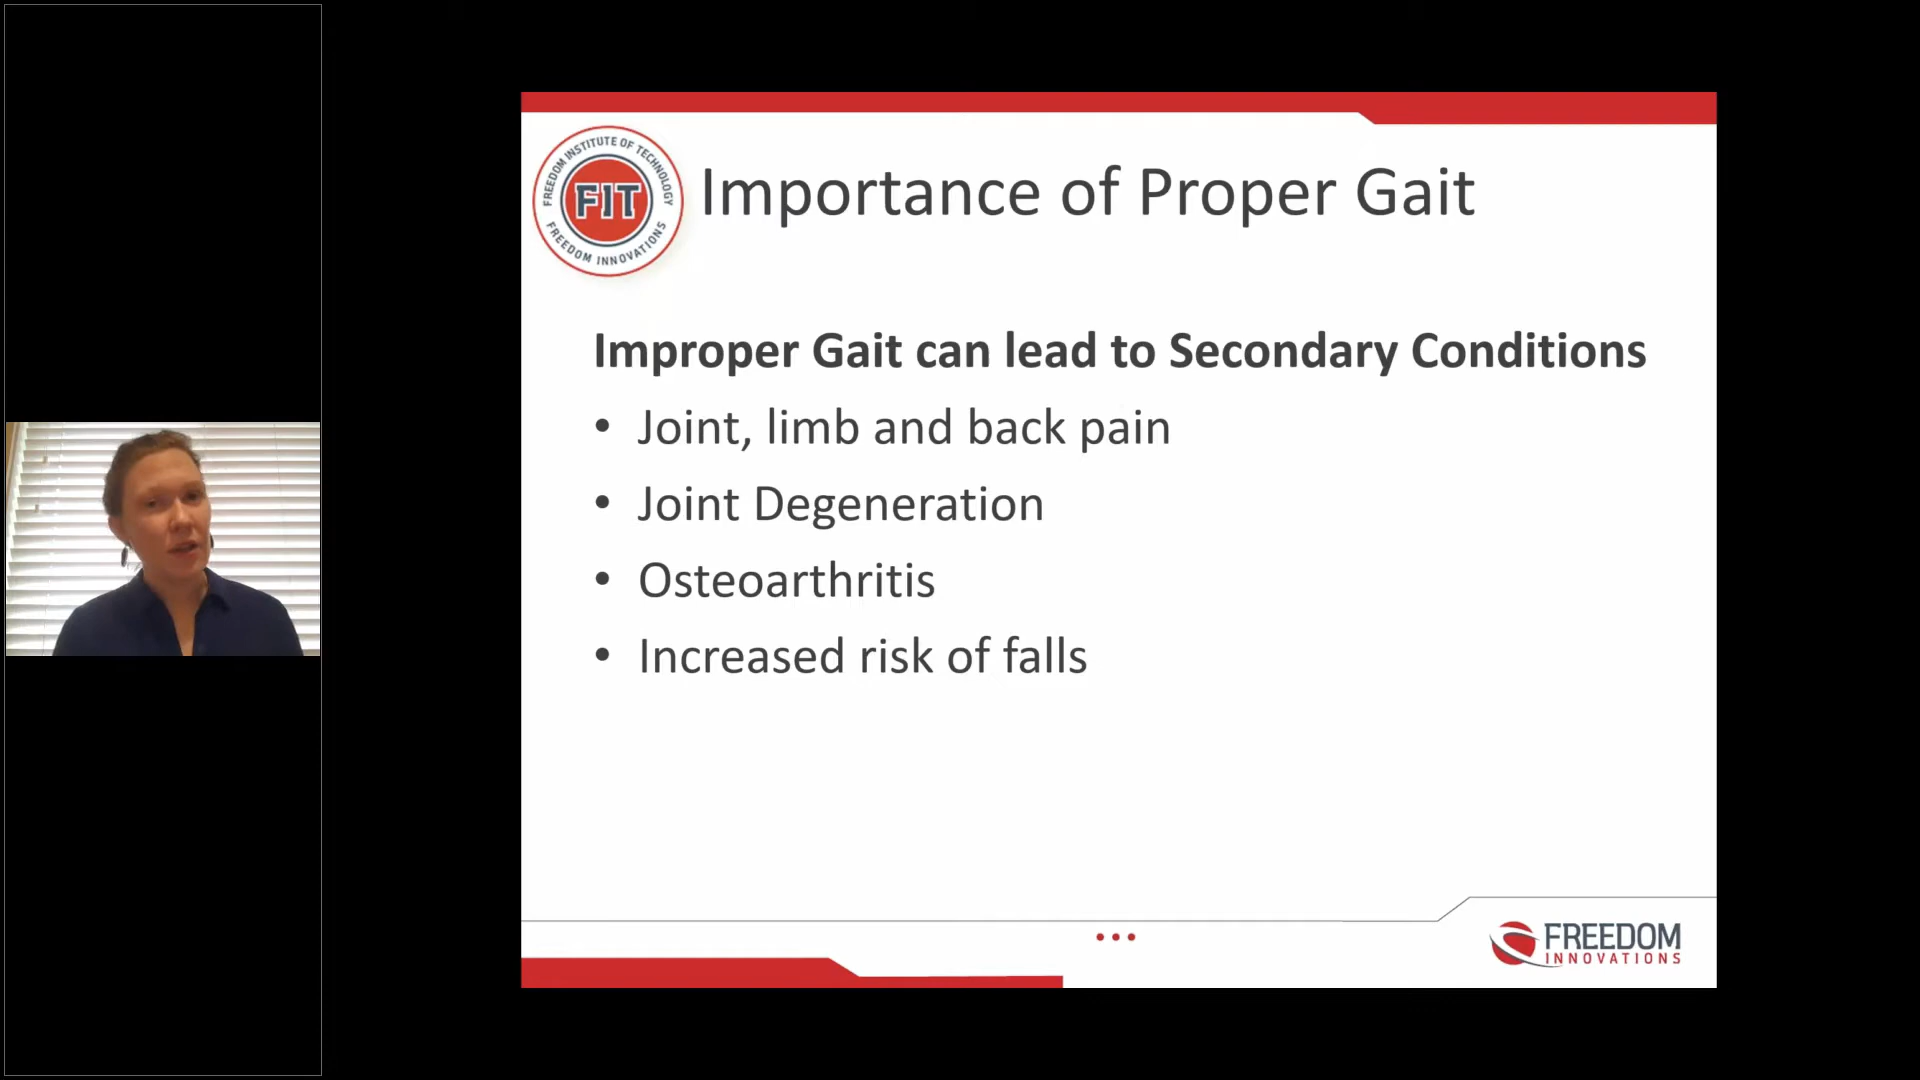 FREEDOM INSTITUTE OF TECHNOLOGY
FIT
FREEDOM INNOVATIONS
Importance of Proper Gait
Improper Gait can lead to Secondary Conditions
• Joint, limb and back pain
• Joint Degeneration
• Osteoarthritis
• Increased risk of falls
FREEDOM
INNOVATIONS